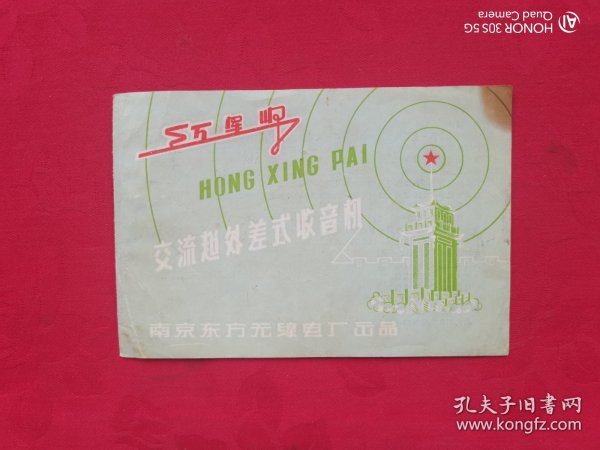 HONOR 30S 5G
Quad Camera
AI
红星牌
HONG XING PAI
交流超外差式收音机
南京东方无线电厂出品
孔夫子旧书网
www.kongfz.com